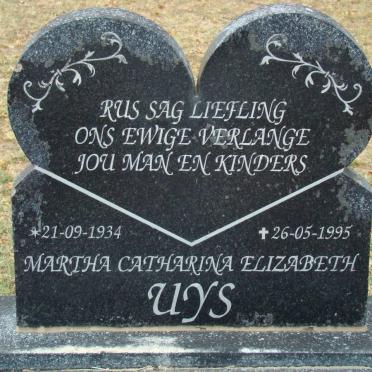 RUS SAG LIEFLING
ONS EWIGE VERLANGE
JOU MAN EN KINDERS
*21-09-1934 ✝26-05-1995
MARTHA CATHARINA ELIZABETH
UYS